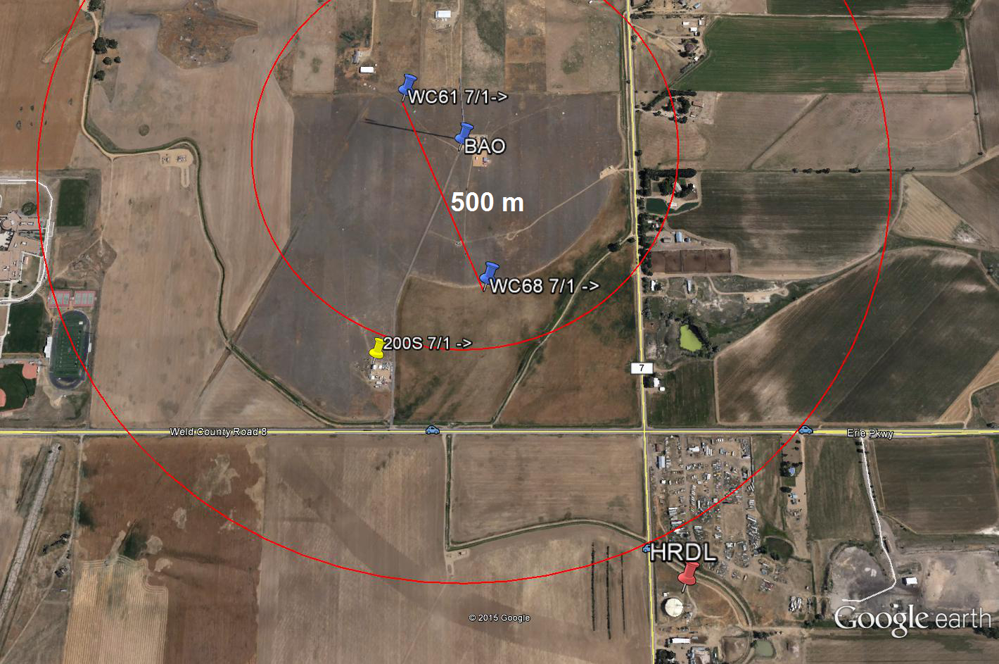 WC61 7/1->
BAO
500 m
WC68 7/1 ->
200S 7/1 ->
7
Weld County Road 8
Erie Pkwy
HRDL
© 2015 Google
Google earth